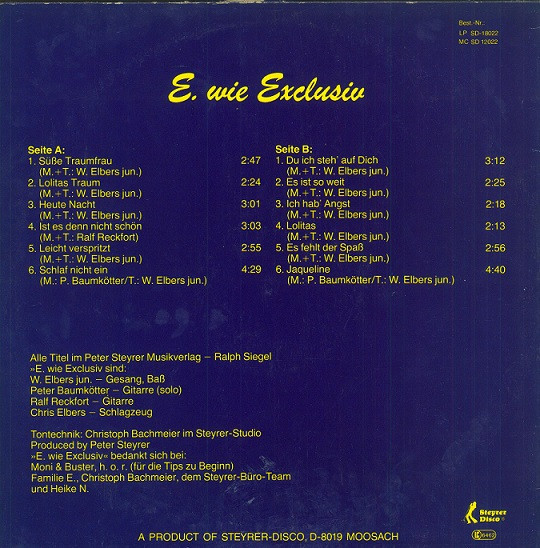 Best.-Nr.:
LP SD-18022
MC SD 12022
E. wie Exclusiv
Seite A:
1. Süße Traumfrau 2:47
(M.+T.: W. Elbers jun.)
2. Lolitas Traum 2:24
(M.+T.: W. Elbers jun.)
3. Heute Nacht 3:01
(M.+T.: W. Elbers jun.)
4. Ist es denn nicht schön 3:03
(M.+T.: Ralf Reckfort)
5. Leicht verspritzt 2:55
(M.+T.: W. Elbers jun.)
6. Schlaf nicht ein 4:29
(M.: P. Baumkötter/T.: W. Elbers jun.)
Seite B:
1. Du ich steh' auf Dich 3:12
(M.+T.: W. Elbers jun.)
2. Es ist so weit 2:25
(M.+T.: W. Elbers jun.)
3. Ich hab' Angst 2:18
(M.+T.: W. Elbers jun.)
4. Lolitas 2:13
(M.+T.: W. Elbers jun.)
5. Es fehlt der Spaß 2:56
(M.+T.: W. Elbers jun.)
6. Jaqueline 4:40
(M.: P. Baumkötter/T.: W. Elbers jun.)
Alle Titel im Peter Steyrer Musikverlag – Ralph Siegel
»E. wie Exclusiv sind:
W. Elbers jun. – Gesang, Baß
Peter Baumkötter – Gitarre (solo)
Ralf Reckfort – Gitarre
Chris Elbers – Schlagzeug
Tontechnik: Christoph Bachmeier im Steyrer-Studio
Produced by Peter Steyrer
»E. wie Exclusiv« bedankt sich bei:
Moni & Buster, h. o. r. (für die Tips zu Beginn)
Familie E., Christoph Bachmeier, dem Steyrer-Büro-Team
und Heike N.
Steyrer
Disco
A PRODUCT OF STEYRER-DISCO, D-8019 MOOSACH